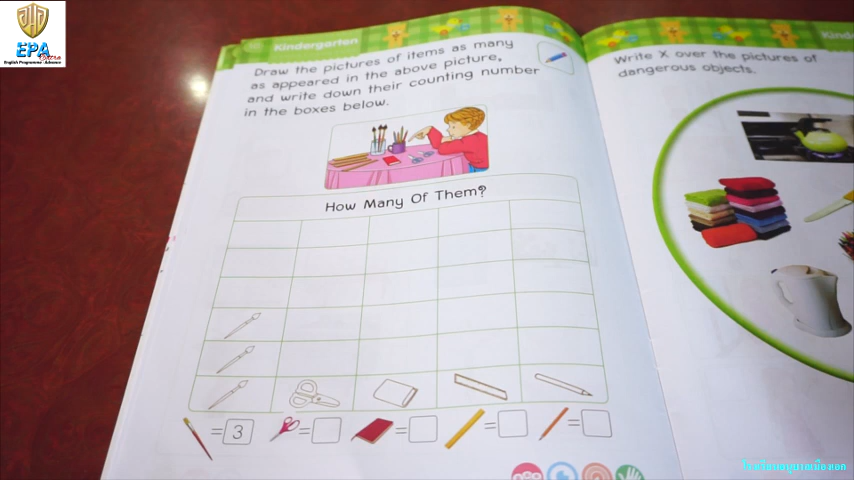 EPA
Extra
English Programme : Advance
Kindergarten
Draw the pictures of items as many
as appeared in the above picture,
and write down their counting number
in the boxes below.
How Many Of Them?
= 3
=
=
=
=
Kinde
Write X over the pictures of
dangerous objects.